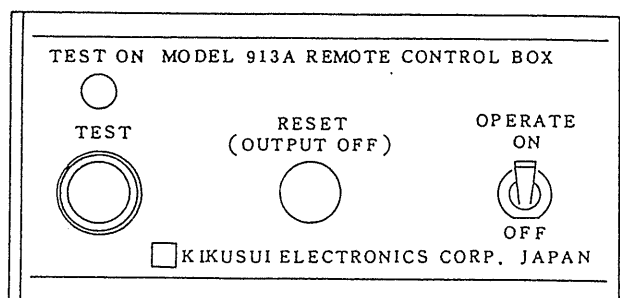 TEST ON MODEL 913A REMOTE CONTROL BOX
TEST
RESET
(OUTPUT OFF)
OPERATE
ON
OFF
KIKUSUI ELECTRONICS CORP. JAPAN